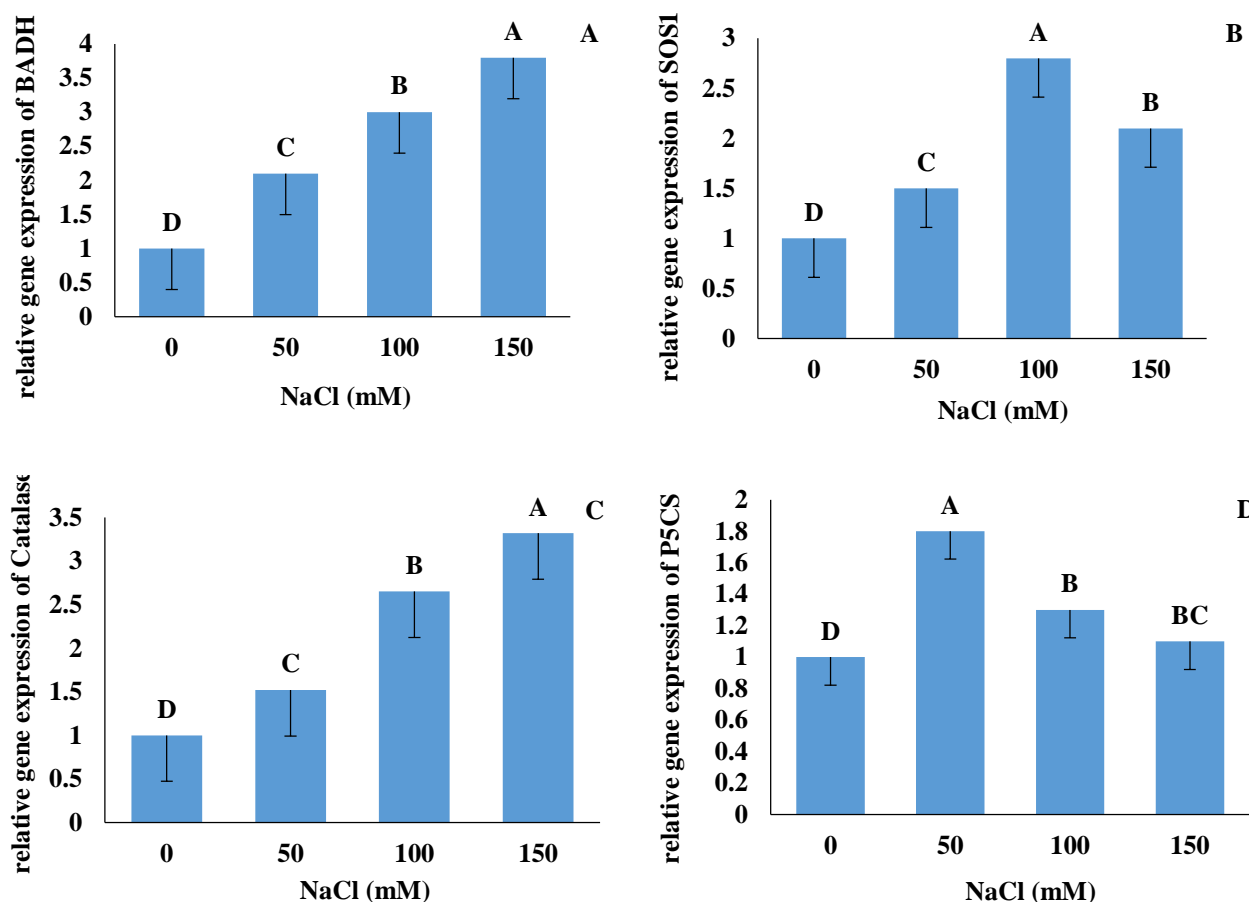 relative gene expression of BADH
4
3.5
3
2.5
2
1.5
1
0.5
0
D
C
B
A
A
0 50 100 150
NaCl (mM)
relative gene expression of SOS1
3
2.5
2
1.5
1
0.5
0
D
C
A
B
B
0 50 100 150
NaCl (mM)
relative gene expression of Catalase
3.5
3
2.5
2
1.5
1
0.5
0
D
C
B
A
C
0 50 100 150
NaCl (mM)
relative gene expression of P5CS
2
1.8
1.6
1.4
1.2
1
0.8
0.6
0.4
0.2
0
D
A
B
BC
D
0 50 100 150
NaCl (mM)